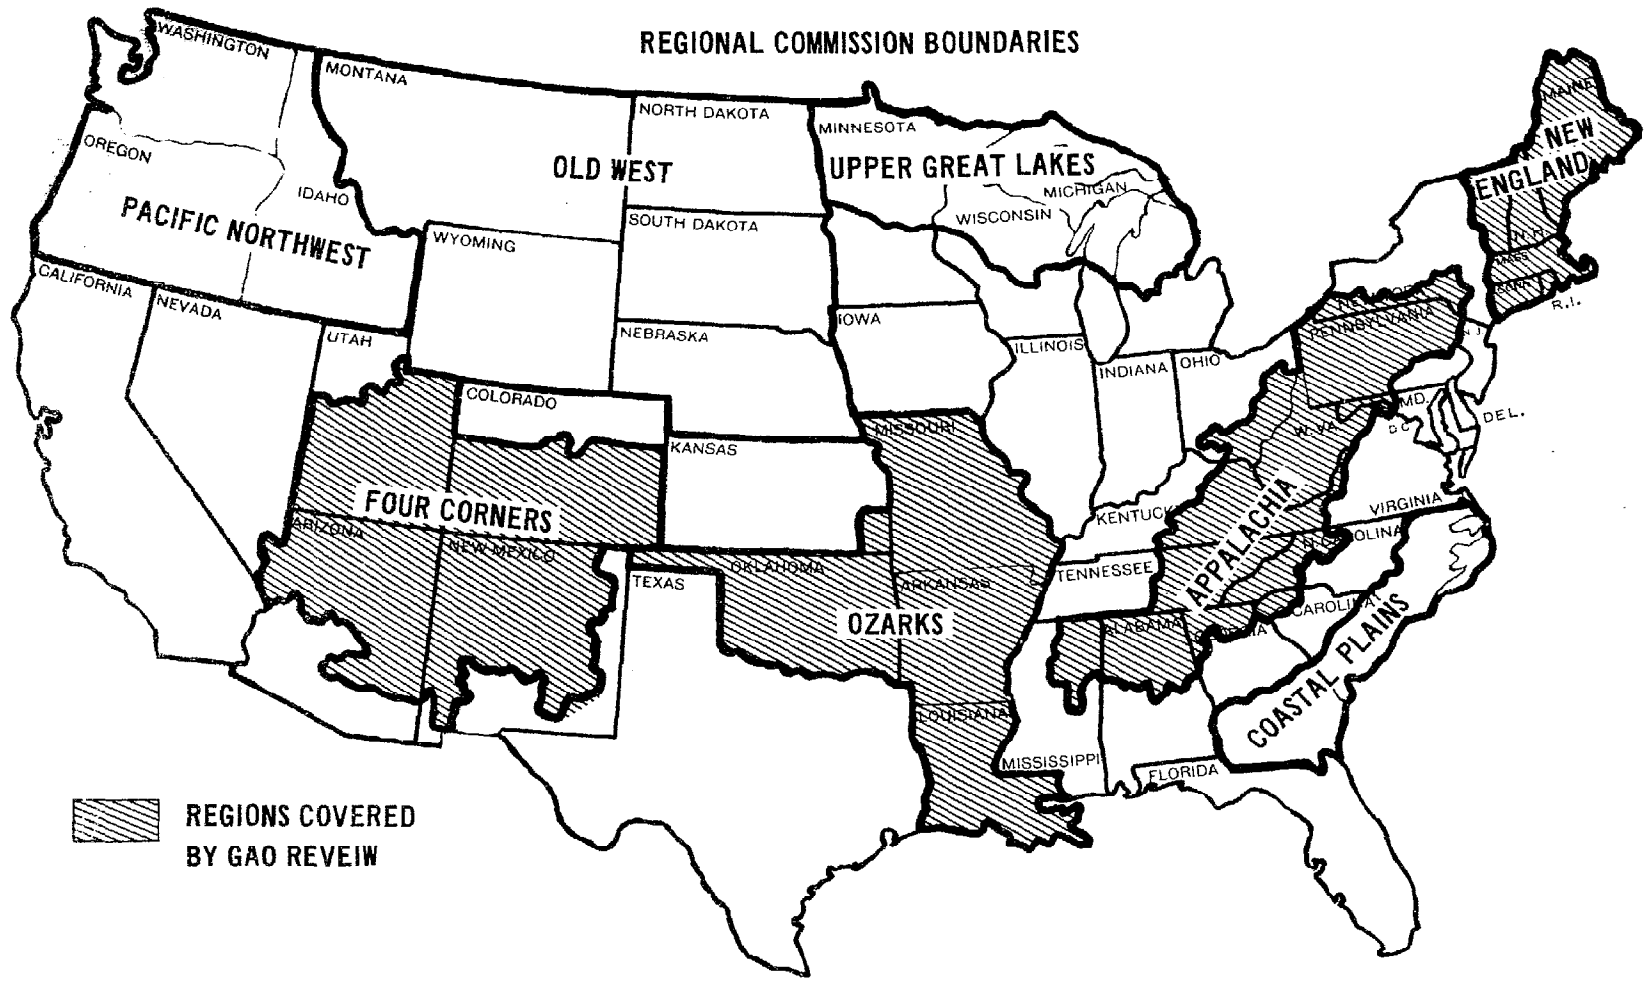 REGIONAL COMMISSION BOUNDARIES
WASHINGTON
MONTANA
NORTH DAKOTA
MINNESOTA
MAINE
OREGON
OLD WEST
UPPER GREAT LAKES
NEW
ENGLAND
IDAHO
MICHIGAN
WISCONSIN
PACIFIC NORTHWEST
SOUTH DAKOTA
WYOMING
MASS
CALIFORNIA
NEVADA
UTAH
NEBRASKA
IOWA
ILLINOIS
INDIANA
OHIO
PENNSYLVANIA
N.J.
CONN
R.I.
COLORADO
KANSAS
MISSOURI
W.VA.
MD.
D.C.
DEL.
FOUR CORNERS
KENTUCK
VIRGINIA
APPALACHIA
ARIZONA
NEW MEXICO
OKLAHOMA
TEXAS
ARKANSAS
TENNESSEE
N.CAROLINA
OZARKS
ALABAMA
CAROLINA
COASTAL PLAINS
LOUISIANA
MISSISSIPPI
FLORIDA
REGIONS COVERED
BY GAO REVEIW